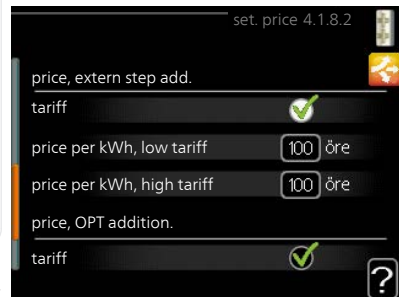 set. price 4.1.8.2
price, extern step add.
tariff
price per kWh, low tariff 100 öre
price per kWh, high tariff 100 öre
price, OPT addition.
tariff
?